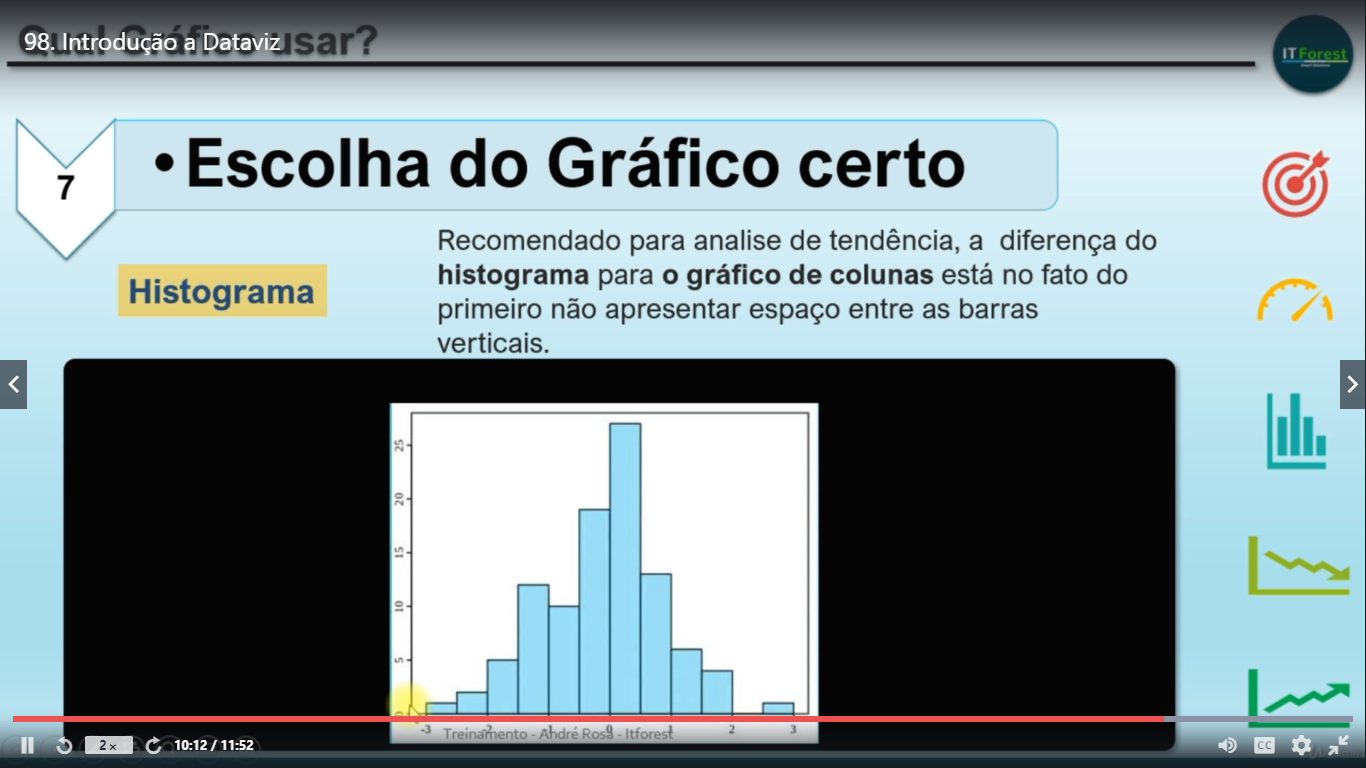 Qual Gráfico usar?
98. Introdução a Dataviz
ITForest
7
• Escolha do Gráfico certo
Histograma
Recomendado para analise de tendência, a  diferença do
histograma para o gráfico de colunas está no fato do
primeiro não apresentar espaço entre as barras
verticais.
25
20
15
10
5
0
-3 -2 -1 0 1 2 3
Treinamento - André Rosa - Itforest
2 x
10:12 / 11:52
CC